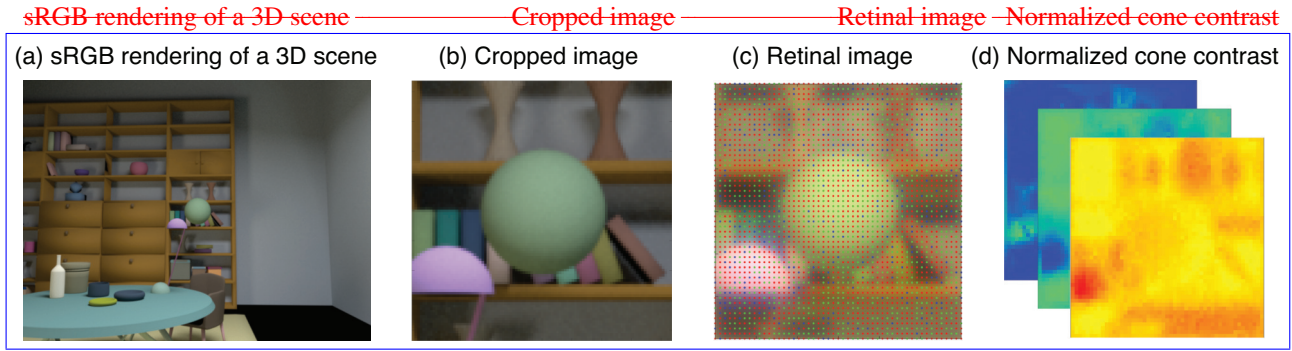 sRGB rendering of a 3D scene Cropped image Retinal image Normalized cone contrast
(a) sRGB rendering of a 3D scene (b) Cropped image (c) Retinal image (d) Normalized cone contrast